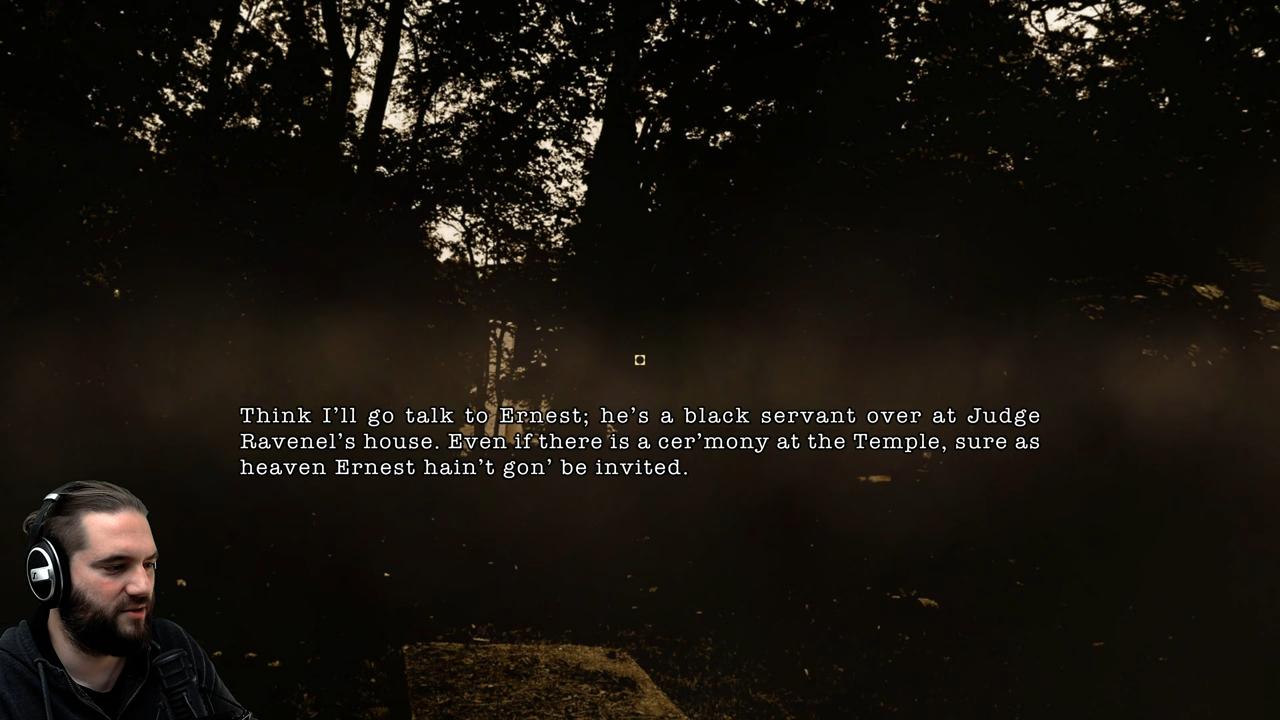 Think I’ll go talk to Ernest; he’s a black servant over at Judge
Ravenel’s house. Even if there is a cer’mony at the Temple, sure as
heaven Ernest hain’t gon’ be invited.